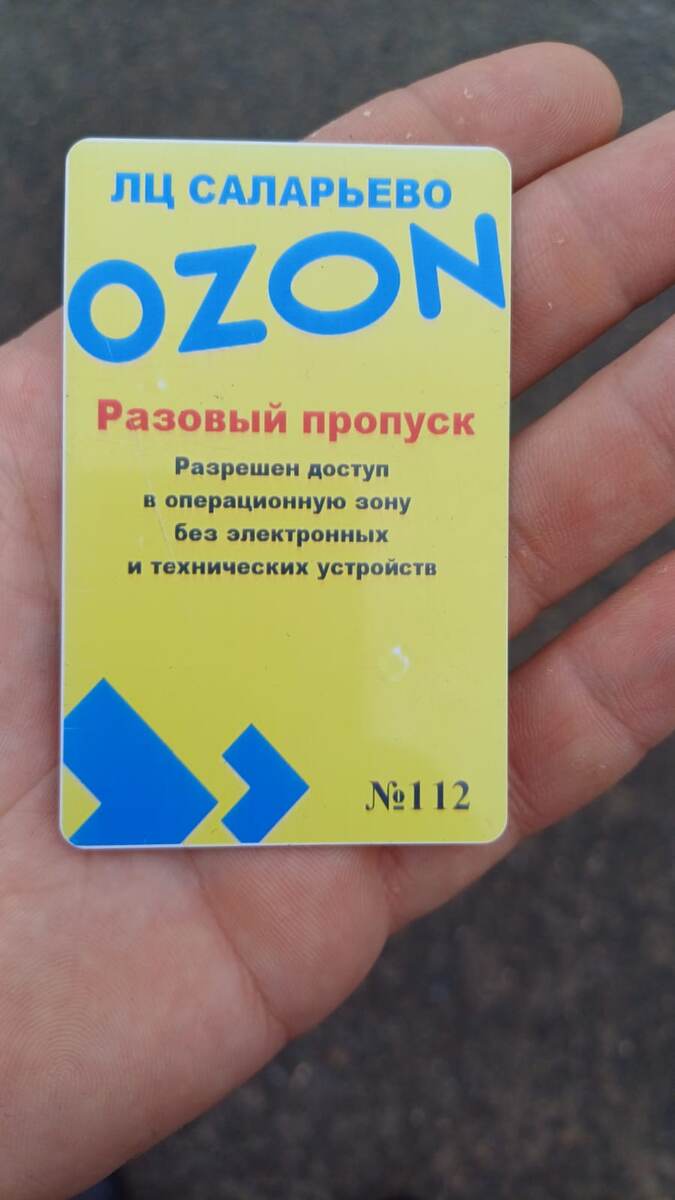 ЛЦ САЛАРЬЕВО
OZON
Разовый пропуск
Разрешен доступ
в операционную зону
без электронных
и технических устройств
№112